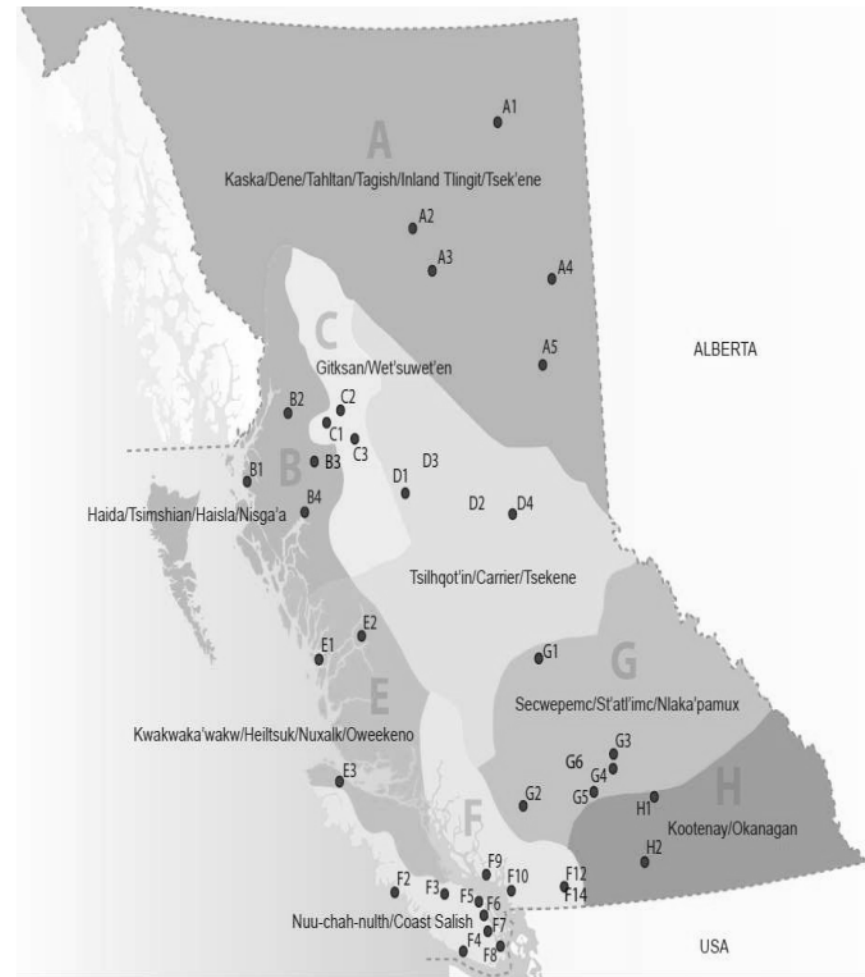 A1
A
Kaska/Dene/Tahltan/Tagish/Inland Tlingit/Tsek'ene
A2
A3
A4
C
ALBERTA
A5
Gitksan/Wet'suwet'en
B2
C2
C1
C3
B
B3
D3
B1
D1
B4
D2
D4
Haida/Tsimshian/Haisla/Nisga'a
Tsilhqot'in/Carrier/Tsekene
E2
E1
G1
G
E
Secwepemc/St'atl'imc/Nlaka'pamux
Kwakwaka'wakw/Heiltsuk/Nuxalk/Oweekeno
G3
G6
E3
G4
G5
G2
H
H1
F
Kootenay/Okanagan
H2
F9
F2
F3
F10
F12
F14
F5
F6
Nuu-chah-nulth/Coast Salish
F7
F4
F8
USA